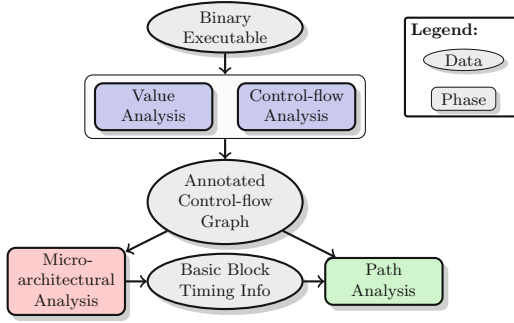 Binary
Executable
Legend:
Data
Phase
Value
Analysis
Control-flow
Analysis
Annotated
Control-flow
Graph
Micro-
architectural
Analysis
Basic Block
Timing Info
Path
Analysis